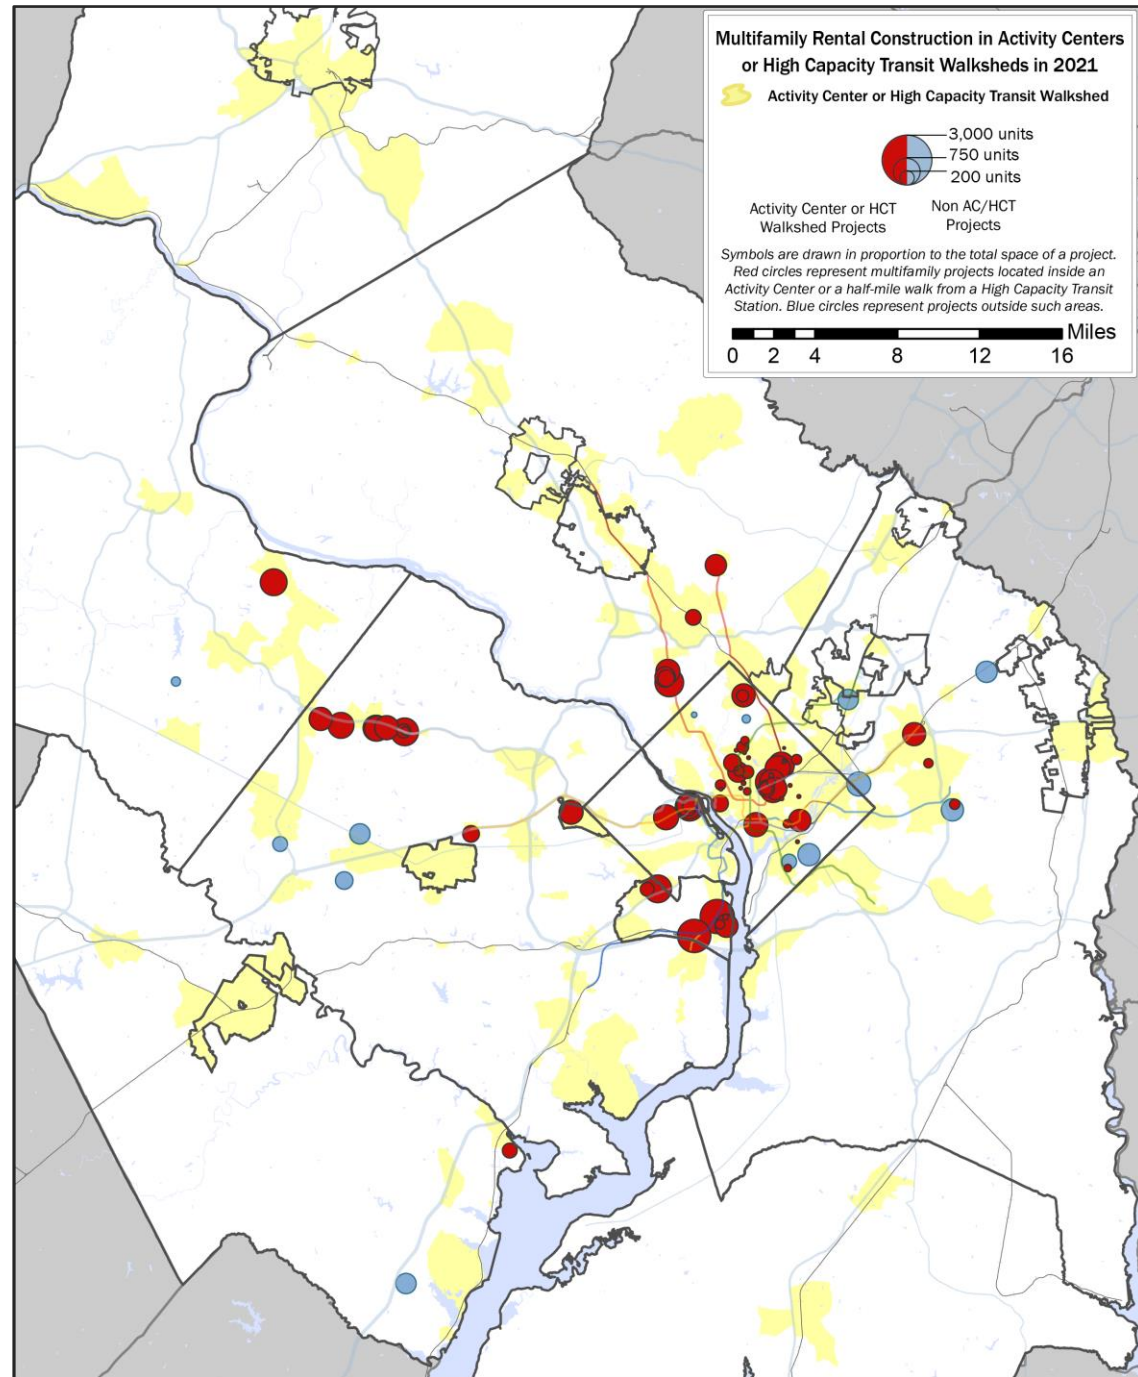 Multifamily Rental Construction in Activity Centers
or High Capacity Transit Walksheds in 2021
Activity Center or High Capacity Transit Walkshed
3,000 units
750 units
200 units
Activity Center or HCT
Walkshed Projects
Non AC/HCT
Projects
Symbols are drawn in proportion to the total space of a project.
Red circles represent multifamily projects located inside an
Activity Center or a half-mile walk from a High Capacity Transit
Station. Blue circles represent projects outside such areas.
Miles
0 2 4 8 12 16